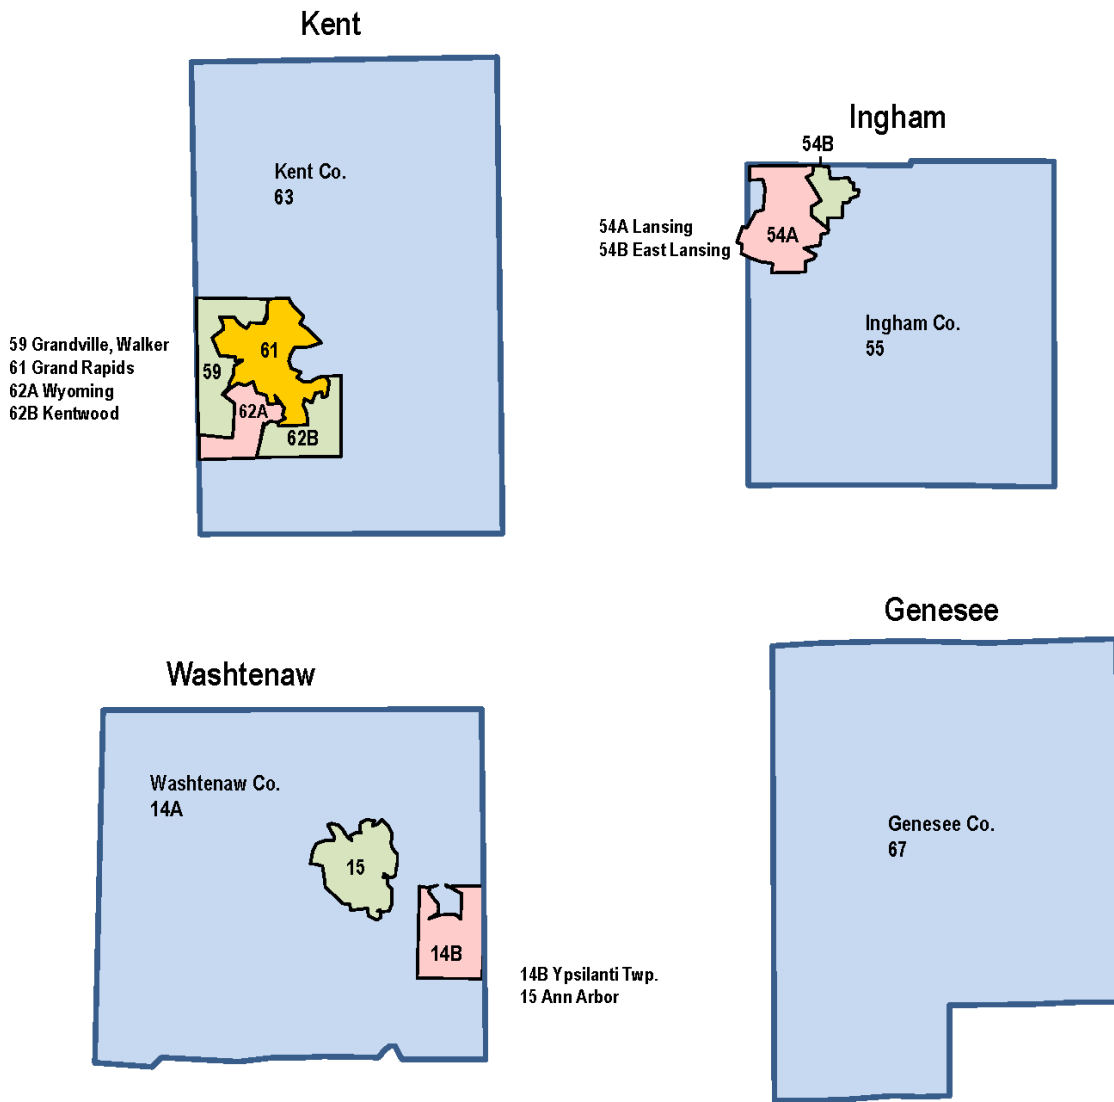 Kent
Kent Co.
63
59 Grandville, Walker
61 Grand Rapids
62A Wyoming
62B Kentwood
61
59
62A
62B
Ingham
54B
54A Lansing
54B East Lansing
54A
Ingham Co.
55
Washtenaw
Washtenaw Co.
14A
15
14B
14B Ypsilanti Twp.
15 Ann Arbor
Genesee
Genesee Co.
67